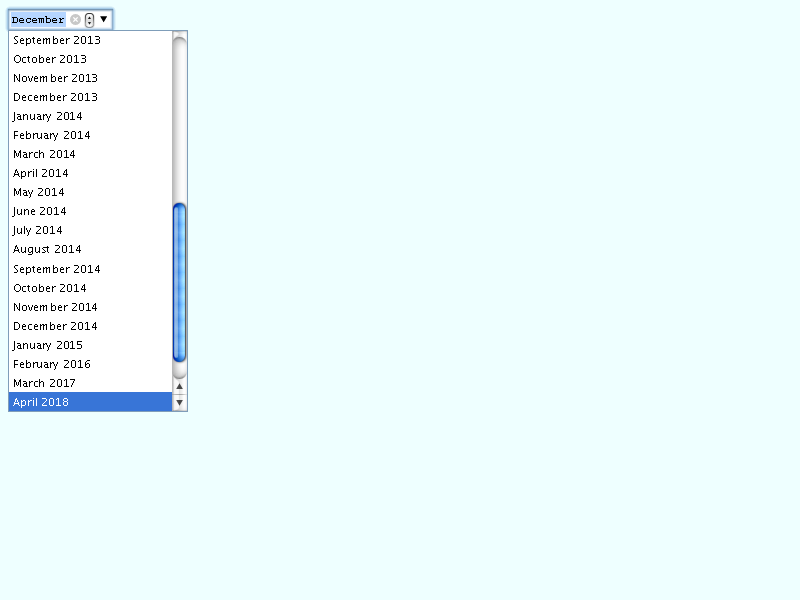 December
September 2013
October 2013
November 2013
December 2013
January 2014
February 2014
March 2014
April 2014
May 2014
June 2014
July 2014
August 2014
September 2014
October 2014
November 2014
December 2014
January 2015
February 2016
March 2017
April 2018